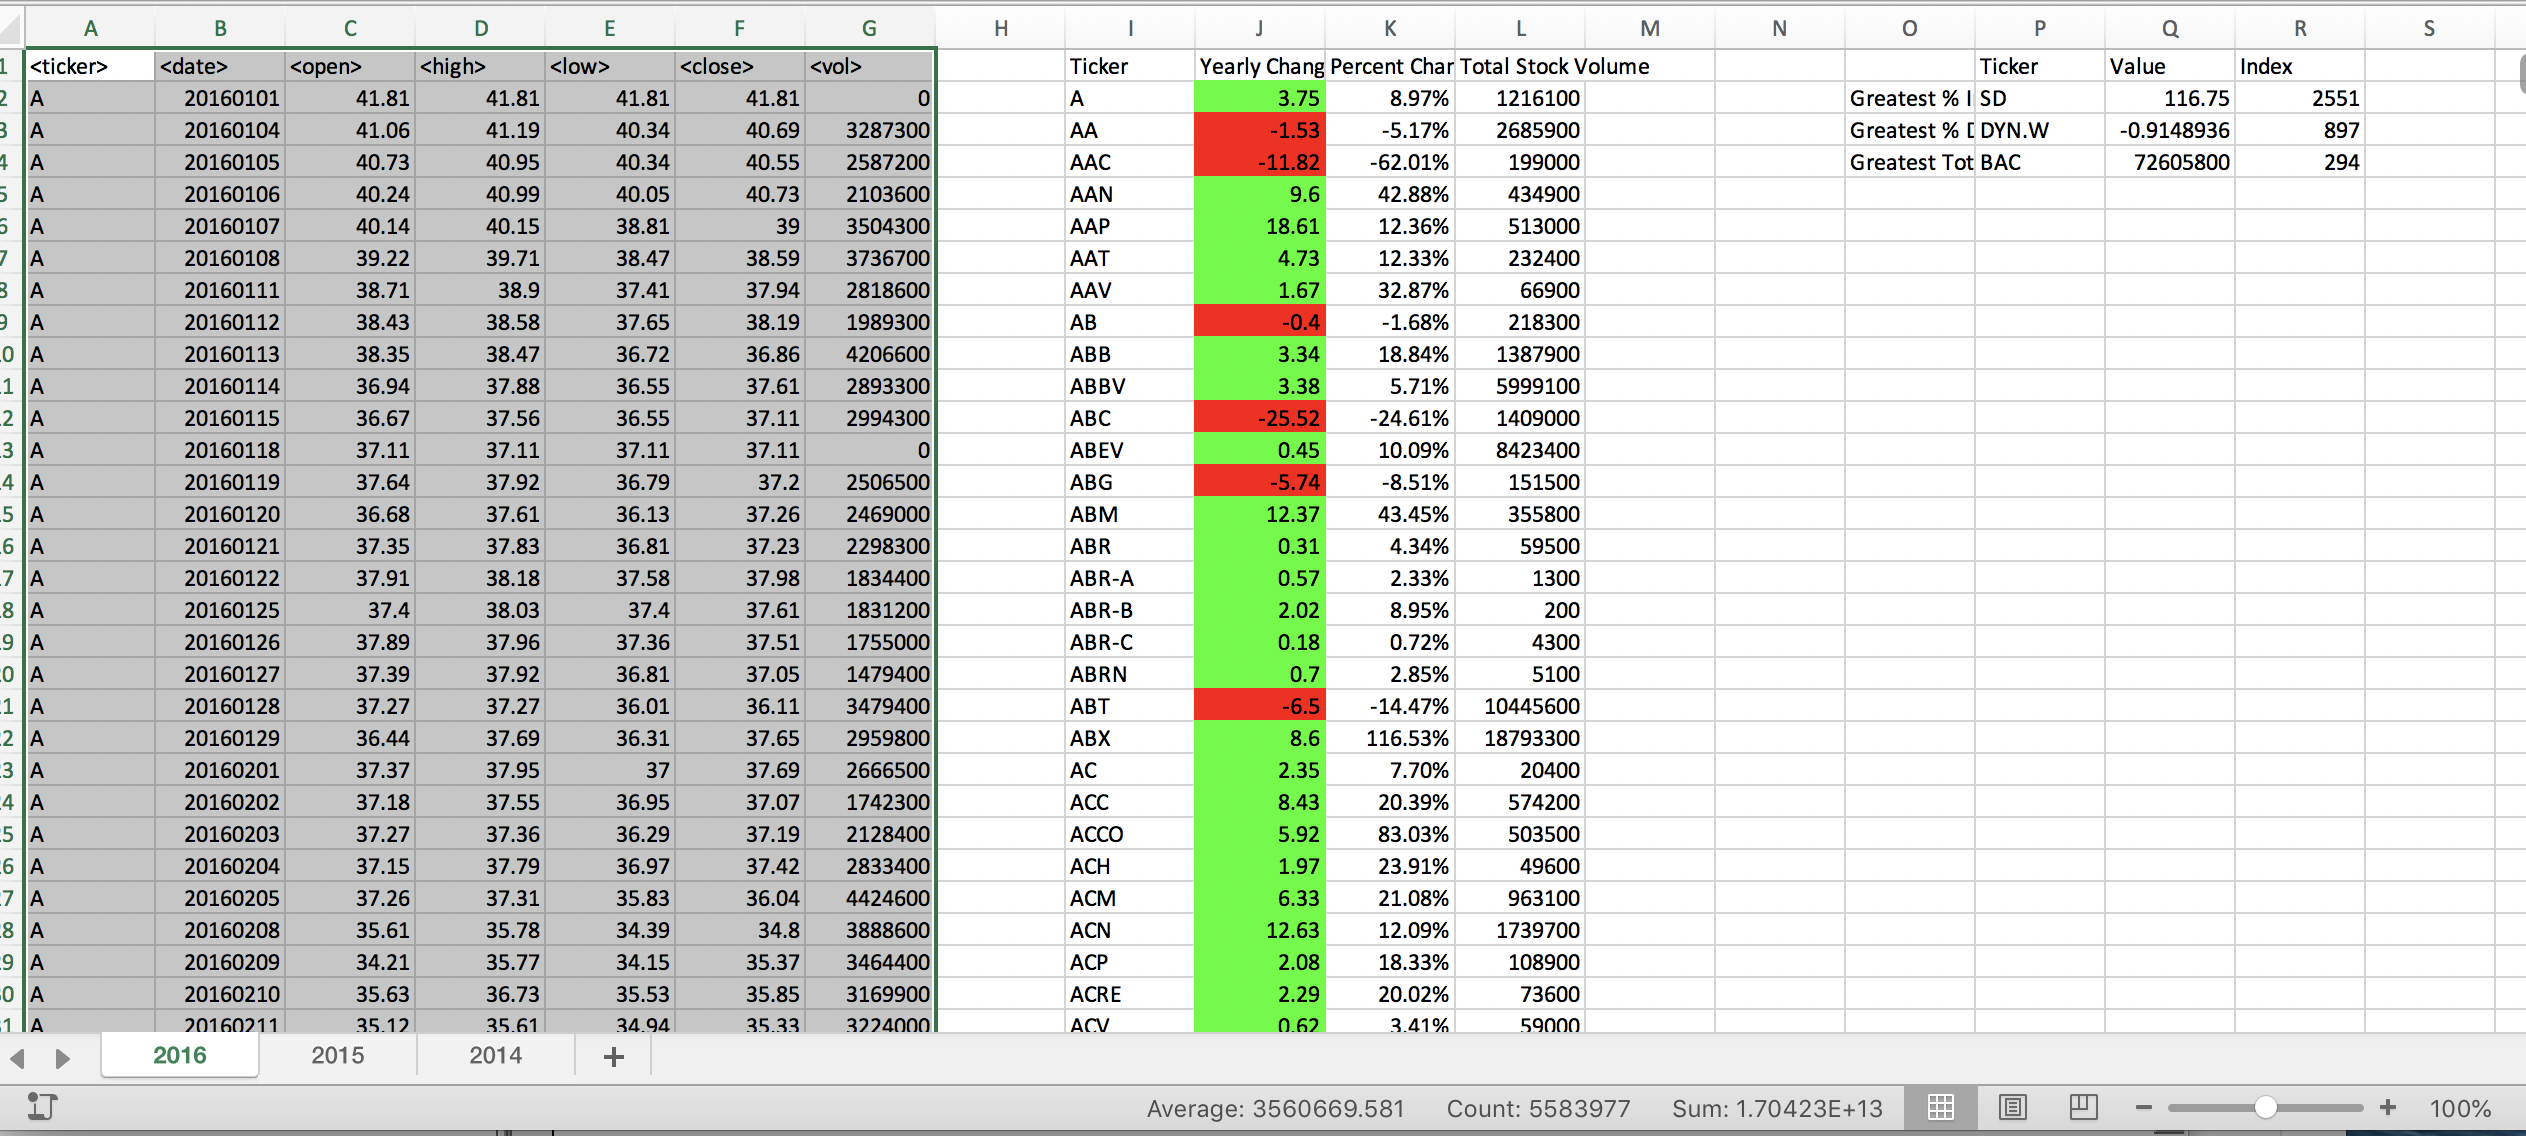 A B C D E F G H I J K L M N O P Q R S
1 <ticker> <date> <open> <high> <low> <close> <vol> Ticker Yearly Chang Percent Char Total Stock Volume Ticker Value Index
2 A 20160101 41.81 41.81 41.81 41.81 0 A 3.75 8.97% 1216100 Greatest % I SD 116.75 2551
3 A 20160104 41.06 41.19 40.34 40.69 3287300 AA -1.53 -5.17% 2685900 Greatest % D DYN.W -0.9148936 897
4 A 20160105 40.73 40.95 40.34 40.55 2587200 AAC -11.82 -62.01% 199000 Greatest Tot BAC 72605800 294
5 A 20160106 40.24 40.99 40.05 40.73 2103600 AAN 9.6 42.88% 434900
6 A 20160107 40.14 40.15 38.81 39 3504300 AAP 18.61 12.36% 513000
7 A 20160108 39.22 39.71 38.47 38.59 3736700 AAT 4.73 12.33% 232400
8 A 20160111 38.71 38.9 37.41 37.94 2818600 AAV 1.67 32.87% 66900
9 A 20160112 38.43 38.58 37.65 38.19 1989300 AB -0.4 -1.68% 218300
0 A 20160113 38.35 38.47 36.72 36.86 4206600 ABB 3.34 18.84% 1387900
1 A 20160114 36.94 37.88 36.55 37.61 2893300 ABBV 3.38 5.71% 5999100
2 A 20160115 36.67 37.56 36.55 37.11 2994300 ABC -25.52 -24.61% 1409000
3 A 20160118 37.11 37.11 37.11 37.11 0 ABEV 0.45 10.09% 8423400
4 A 20160119 37.64 37.92 36.79 37.2 2506500 ABG -5.74 -8.51% 151500
5 A 20160120 36.68 37.61 36.13 37.26 2469000 ABM 12.37 43.45% 355800
6 A 20160121 37.35 37.83 36.81 37.23 2298300 ABR 0.31 4.34% 59500
7 A 20160122 37.91 38.18 37.58 37.98 1834400 ABR-A 0.57 2.33% 1300
8 A 20160125 37.4 38.03 37.4 37.61 1831200 ABR-B 2.02 8.95% 200
9 A 20160126 37.89 37.96 37.36 37.51 1755000 ABR-C 0.18 0.72% 4300
0 A 20160127 37.39 37.92 36.81 37.05 1479400 ABRN 0.7 2.85% 5100
1 A 20160128 37.27 37.27 36.01 36.11 3479400 ABT -6.5 -14.47% 10445600
2 A 20160129 36.44 37.69 36.31 37.65 2959800 ABX 8.6 116.53% 18793300
3 A 20160201 37.37 37.95 37 37.69 2666500 AC 2.35 7.70% 20400
4 A 20160202 37.18 37.55 36.95 37.07 1742300 ACC 8.43 20.39% 574200
5 A 20160203 37.27 37.36 36.29 37.19 2128400 ACCO 5.92 83.03% 503500
6 A 20160204 37.15 37.79 36.97 37.42 2833400 ACH 1.97 23.91% 49600
7 A 20160205 37.26 37.31 35.83 36.04 4424600 ACM 6.33 21.08% 963100
8 A 20160208 35.61 35.78 34.39 34.8 3888600 ACN 12.63 12.09% 1739700
9 A 20160209 34.21 35.77 34.15 35.37 3464400 ACP 2.08 18.33% 108900
0 A 20160210 35.63 36.73 35.53 35.85 3169900 ACRE 2.29 20.02% 73600
1 A 20160211 35.12 35.61 34.94 35.33 3224000 ACV 0.62 3.41% 59000
2016 2015 2014 +
Average: 3560669.581 Count: 5583977 Sum: 1.70423E+13 100%